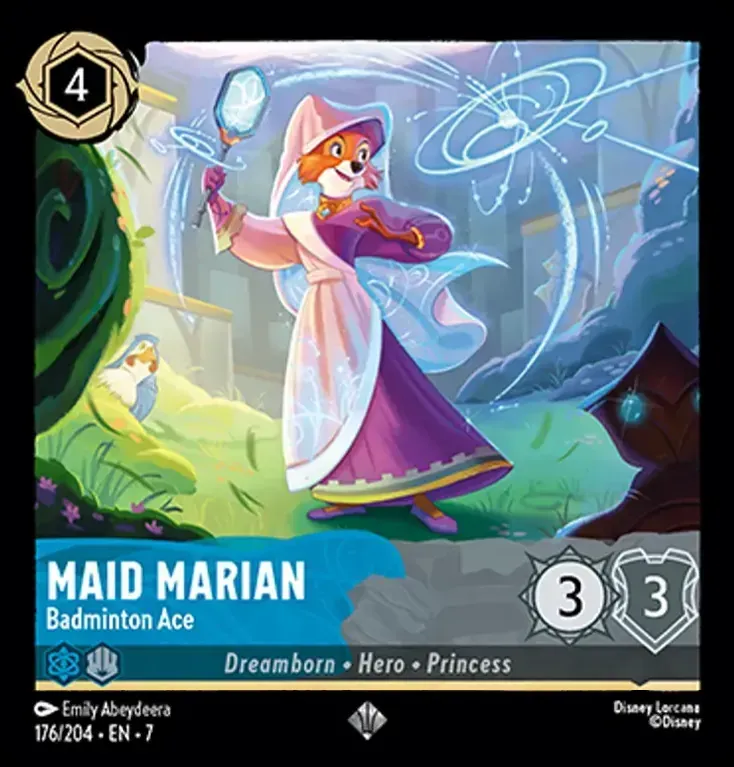 4
MAID MARIAN
Badminton Ace
3 3
Dreamborn • Hero • Princess
Emily Abeydeera
176/204 • EN • 7
Disney Lorcana
©Disney